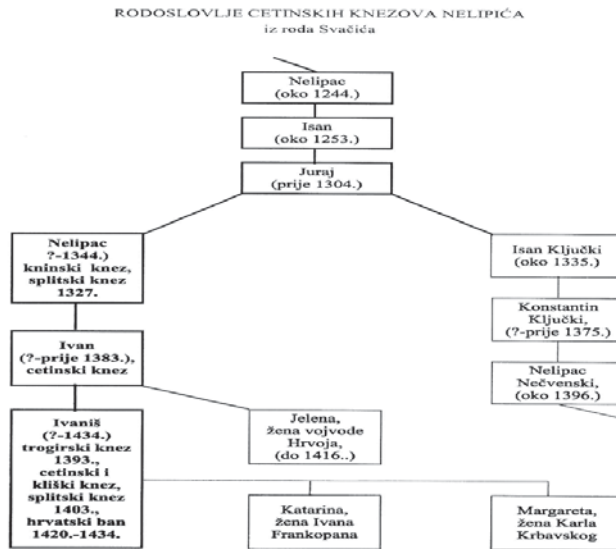 RODOSLOVLJE CETINSKIH KNEZOVA NELIPIĆA
iz roda Svačića
Nelipac
(oko 1244.)
Isan
(oko 1253.)
Juraj
(prije 1304.)
Nelipac
?-1344.)
kninski knez,
splitski knez
1327.
Isan Ključki
(oko 1335.)
Konstantin
Ključki,
(?-prije 1375.)
Ivan
(?-prije 1383.),
cetinski knez
Nelipac
Nečvenski,
(oko 1396.)
Ivaniš
(?-1434.)
trogirski knez
1393.,
cetinski i
kliški knez,
splitski knez
1403.,
hrvatski ban
1420.-1434.
Jelena,
žena vojvode
Hrvoja,
(do 1416..)
Katarina,
žena Ivana
Frankopana
Margareta,
žena Karla
Krbavskog